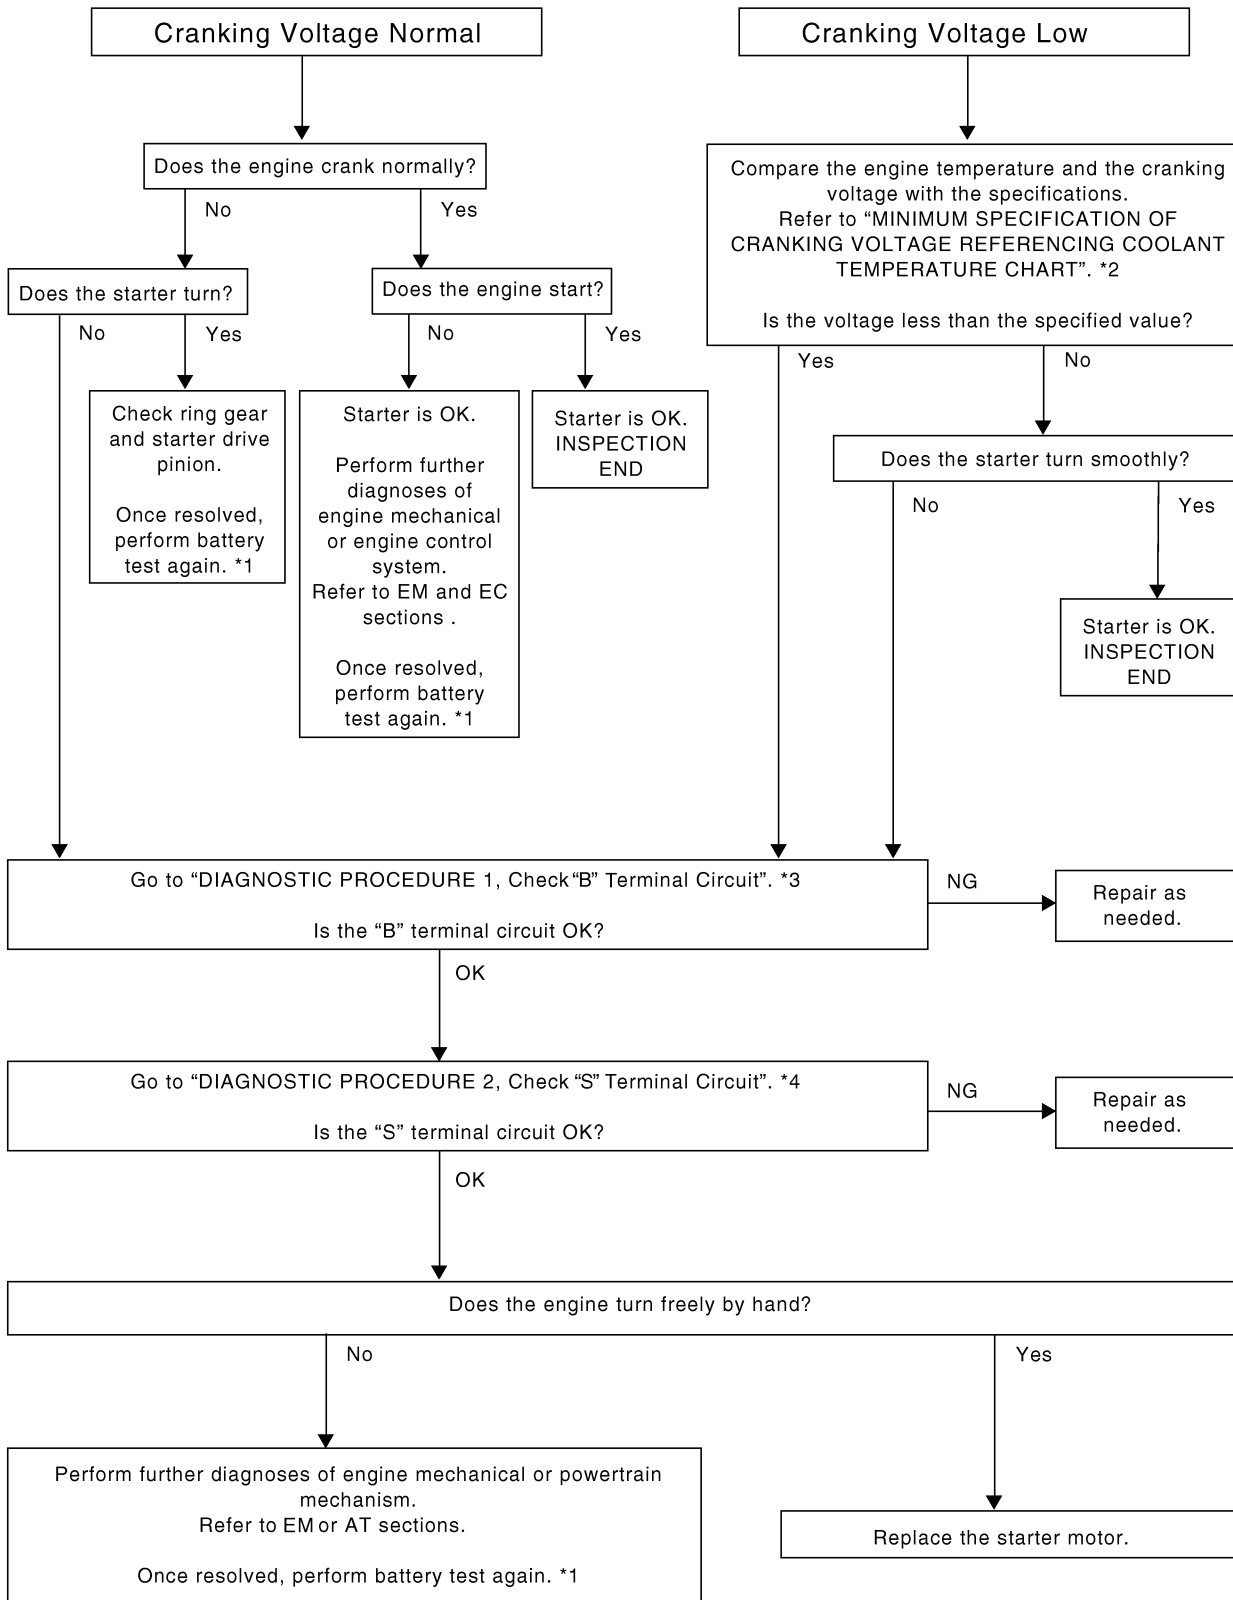 Cranking Voltage Normal
Cranking Voltage Low
Does the engine crank normally?
No
Yes
Does the starter turn?
No
Yes
Does the engine start?
No
Yes
Check ring gear
and starter drive
pinion.
Once resolved,
perform battery
test again. *1
Starter is OK.
Perform further
diagnoses of
engine mechanical
or engine control
system.
Refer to EM and EC
sections .
Once resolved,
perform battery
test again. *1
Starter is OK.
INSPECTION
END
Compare the engine temperature and the cranking
voltage with the specifications.
Refer to “MINIMUM SPECIFICATION OF
CRANKING VOLTAGE REFERENCING COOLANT
TEMPERATURE CHART”. *2
Is the voltage less than the specified value?
Yes
No
Does the starter turn smoothly?
No
Yes
Starter is OK.
INSPECTION
END
Go to “DIAGNOSTIC PROCEDURE 1, Check “B” Terminal Circuit”. *3
Is the “B” terminal circuit OK?
NG
Repair as
needed.
OK
Go to “DIAGNOSTIC PROCEDURE 2, Check “S” Terminal Circuit”. *4
Is the “S” terminal circuit OK?
NG
Repair as
needed.
OK
Does the engine turn freely by hand?
No
Yes
Perform further diagnoses of engine mechanical or powertrain
mechanism.
Refer to EM or AT sections.
Once resolved, perform battery test again. *1
Replace the starter motor.